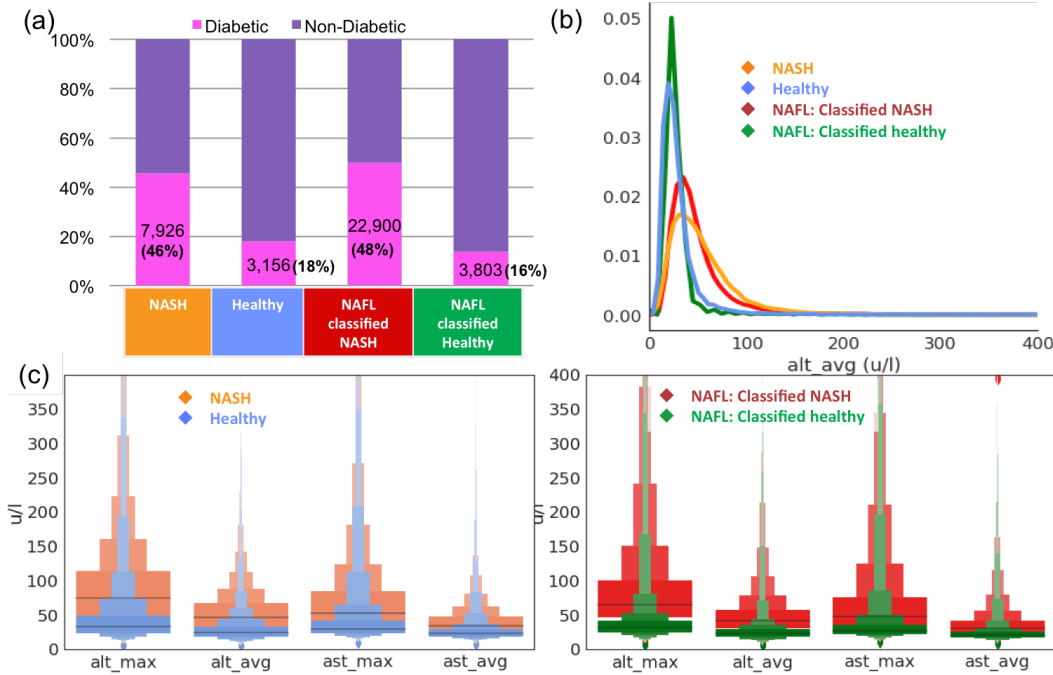 (a)
Diabetic Non-Diabetic
100%
80%
60%
40%
20%
0%
7,926
(46%)
3,156 (18%)
22,900
(48%)
3,803 (16%)
NASH
Healthy
NAFL
classified
NASH
NAFL
classified
Healthy
(b)
0.05
0.04
0.03
0.02
0.01
0.00
NASH
Healthy
NAFL: Classified NASH
NAFL: Classified healthy
0 100 200 300 400
alt_avg (u/l)
(c)
350
300
250
200
150
100
50
0
u/l
NASH
Healthy
alt_max alt_avg ast_max ast_avg
400
350
300
250
200
150
100
50
0
u/l
NAFL: Classified NASH
NAFL: Classified healthy
alt_max alt_avg ast_max ast_avg